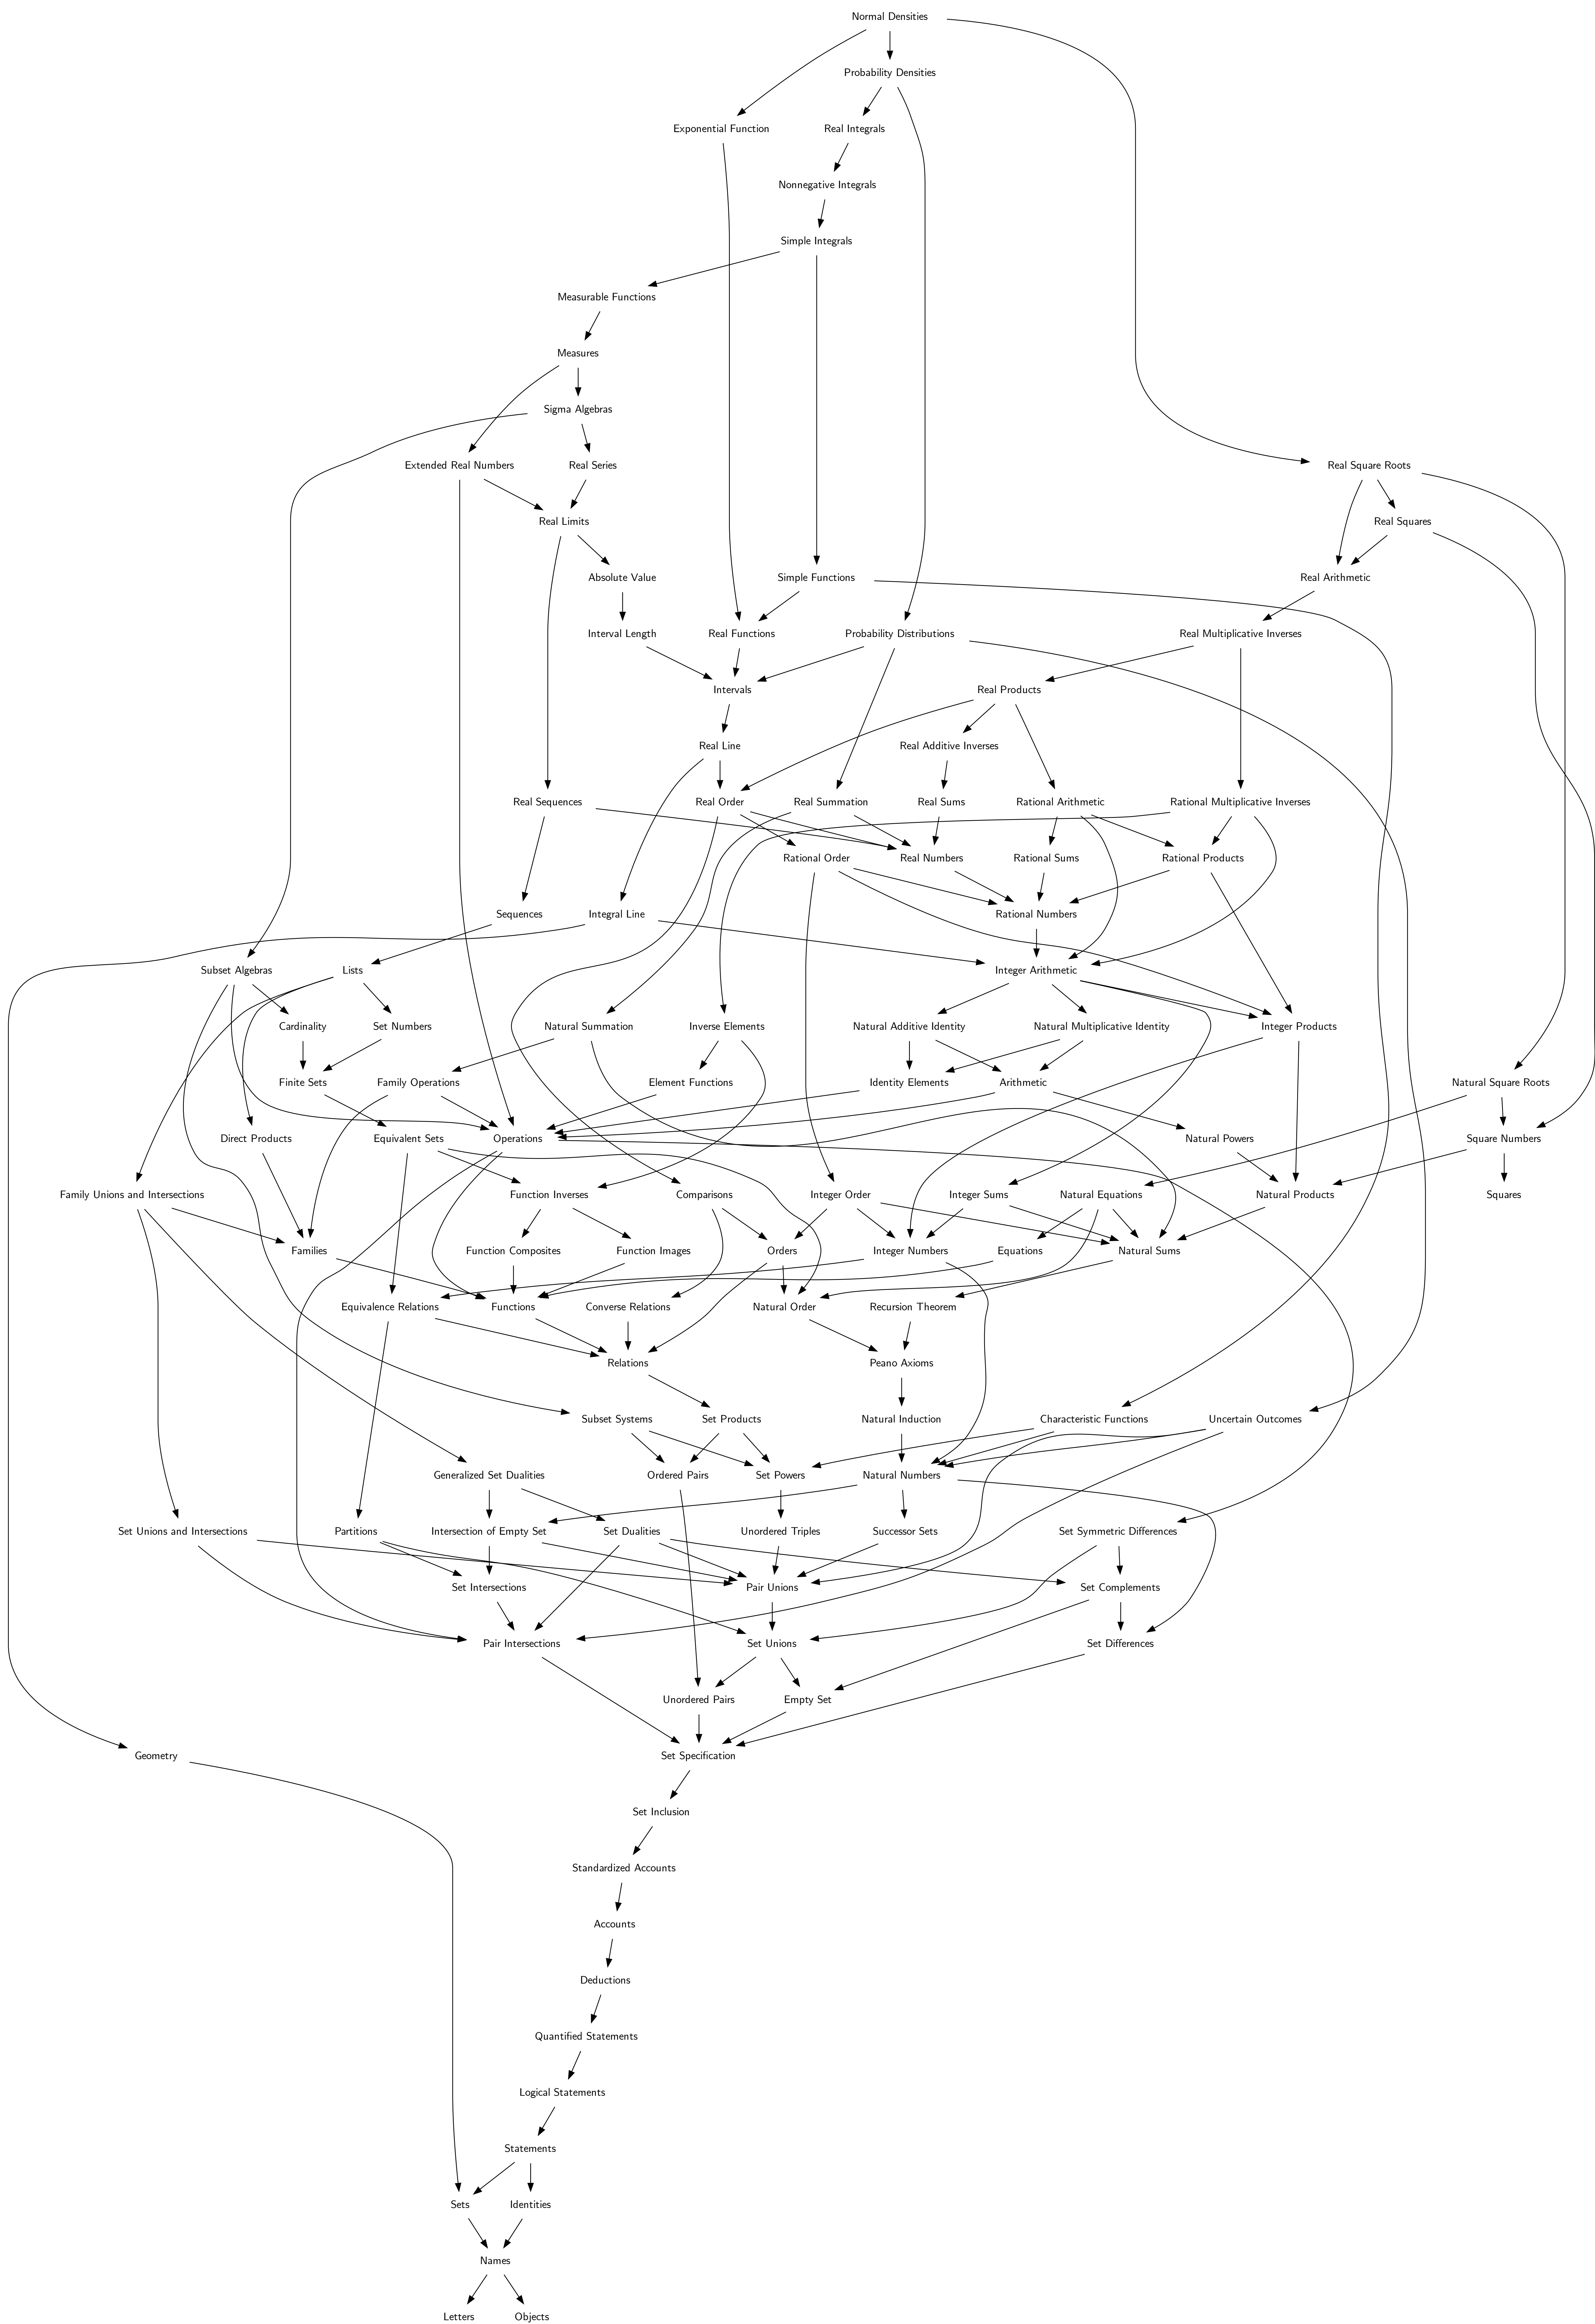 Normal Densities
Probability Densities
Exponential Function
Real Integrals
Nonnegative Integrals
Simple Integrals
Measurable Functions
Measures
Sigma Algebras
Extended Real Numbers
Real Series
Real Square Roots
Real Limits
Real Squares
Absolute Value
Simple Functions
Real Arithmetic
Interval Length
Real Functions
Probability Distributions
Real Multiplicative Inverses
Intervals
Real Products
Real Line
Real Additive Inverses
Real Sequences
Real Order
Real Summation
Real Sums
Rational Arithmetic
Rational Multiplicative Inverses
Rational Order
Real Numbers
Rational Sums
Rational Products
Sequences
Integral Line
Rational Numbers
Subset Algebras
Lists
Integer Arithmetic
Cardinality
Set Numbers
Natural Summation
Inverse Elements
Natural Additive Identity
Natural Multiplicative Identity
Integer Products
Finite Sets
Family Operations
Element Functions
Identity Elements
Arithmetic
Natural Square Roots
Direct Products
Equivalent Sets
Operations
Natural Powers
Square Numbers
Family Unions and Intersections
Function Inverses
Comparisons
Integer Order
Integer Sums
Natural Equations
Natural Products
Squares
Families
Function Composites
Function Images
Orders
Integer Numbers
Equations
Natural Sums
Equivalence Relations
Functions
Converse Relations
Natural Order
Recursion Theorem
Relations
Peano Axioms
Subset Systems
Set Products
Natural Induction
Characteristic Functions
Uncertain Outcomes
Generalized Set Dualities
Ordered Pairs
Set Powers
Natural Numbers
Set Unions and Intersections
Partitions
Intersection of Empty Set
Set Dualities
Unordered Triples
Successor Sets
Set Symmetric Differences
Set Intersections
Pair Unions
Set Complements
Pair Intersections
Set Unions
Set Differences
Unordered Pairs
Empty Set
Geometry
Set Specification
Set Inclusion
Standardized Accounts
Accounts
Deductions
Quantified Statements
Logical Statements
Statements
Sets
Identities
Names
Letters
Objects